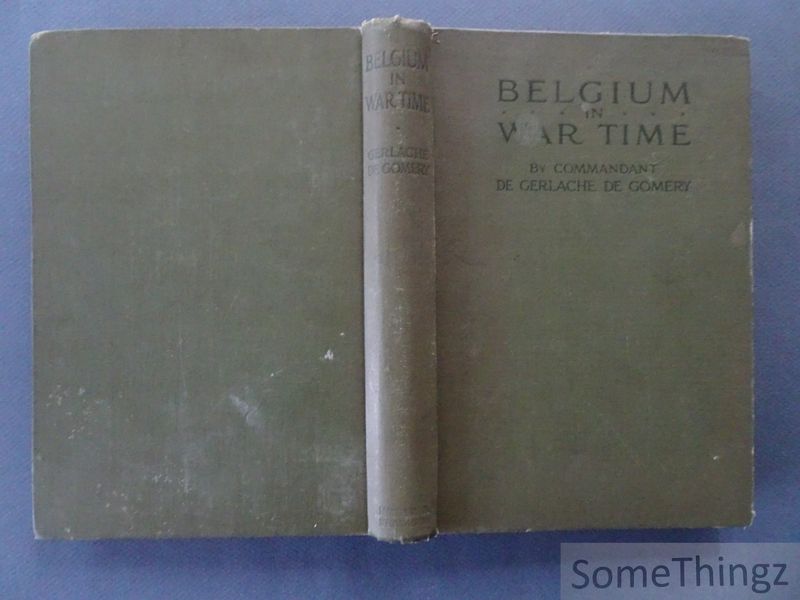 BELGIUM
IN
WAR TIME
GERLACHE
DE GOMERY
BELGIUM
IN
WAR TIME
BY COMMANDANT
DE GERLACHE DE GOMERY
SomeThingz